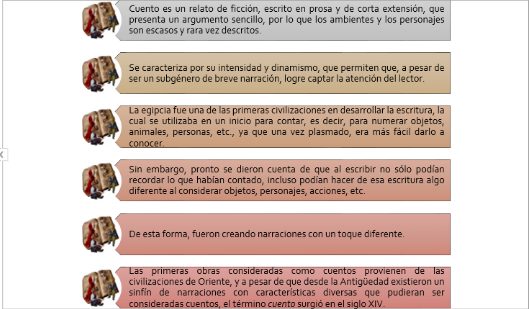 Cuento es un relato de ficción, escrito en prosa y de corta extensión, que
presenta un argumento sencillo, por lo que los ambientes y los personajes
son escasos y rara vez descritos.
Se caracteriza por su intensidad y dinamismo, que permiten que, a pesar de
ser un subgénero de breve narración, logre captar la atención del lector.
La egipcia fue una de las primeras civilizaciones en desarrollar la escritura, la
cual se utilizaba en un inicio para contar, es decir, para numerar objetos,
animales, personas, etc., ya que una vez plasmado, era más fácil darlo a
conocer.
Sin embargo, pronto se dieron cuenta de que al escribir no sólo podían
recordar lo que habían contado, incluso podían hacer de esa escritura algo
diferente al considerar objetos, personajes, acciones, etc.
De esta forma, fueron creando narraciones con un toque diferente.
Las primeras obras consideradas como cuentos provienen de las
civilizaciones de Oriente, y a pesar de que desde la Antigüedad existieron un
sinfín de narraciones con características diversas que pudieran ser
consideradas cuentos, el término cuento surgió en el siglo XIV.